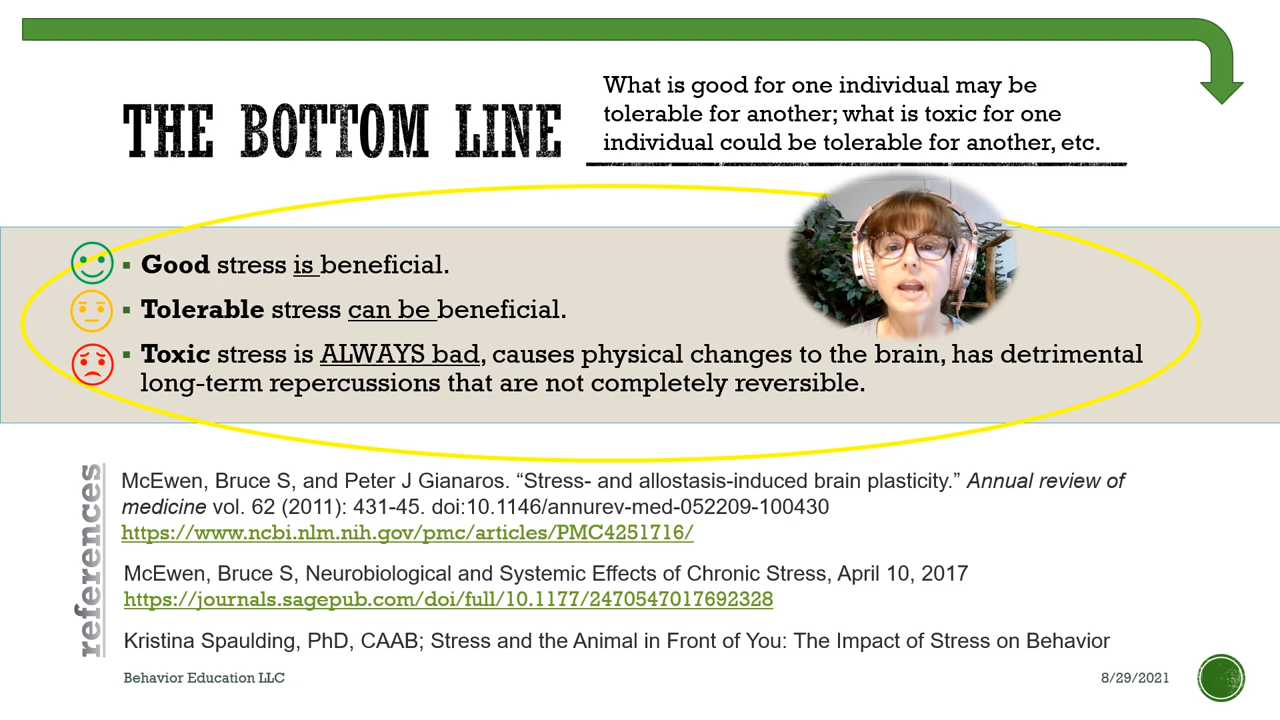 THE BOTTOM LINE
What is good for one individual may be
tolerable for another; what is toxic for one
individual could be tolerable for another, etc.
▪ Good stress is beneficial.
▪ Tolerable stress can be beneficial.
▪ Toxic stress is ALWAYS bad, causes physical changes to the brain, has detrimental
long-term repercussions that are not completely reversible.
references
McEwen, Bruce S, and Peter J Gianaros. “Stress- and allostasis-induced brain plasticity.” Annual review of
medicine vol. 62 (2011): 431-45. doi:10.1146/annurev-med-052209-100430
https://www.ncbi.nlm.nih.gov/pmc/articles/PMC4251716/
McEwen, Bruce S, Neurobiological and Systemic Effects of Chronic Stress, April 10, 2017
https://journals.sagepub.com/doi/full/10.1177/2470547017692328
Kristina Spaulding, PhD, CAAB; Stress and the Animal in Front of You: The Impact of Stress on Behavior
Behavior Education LLC
8/29/2021